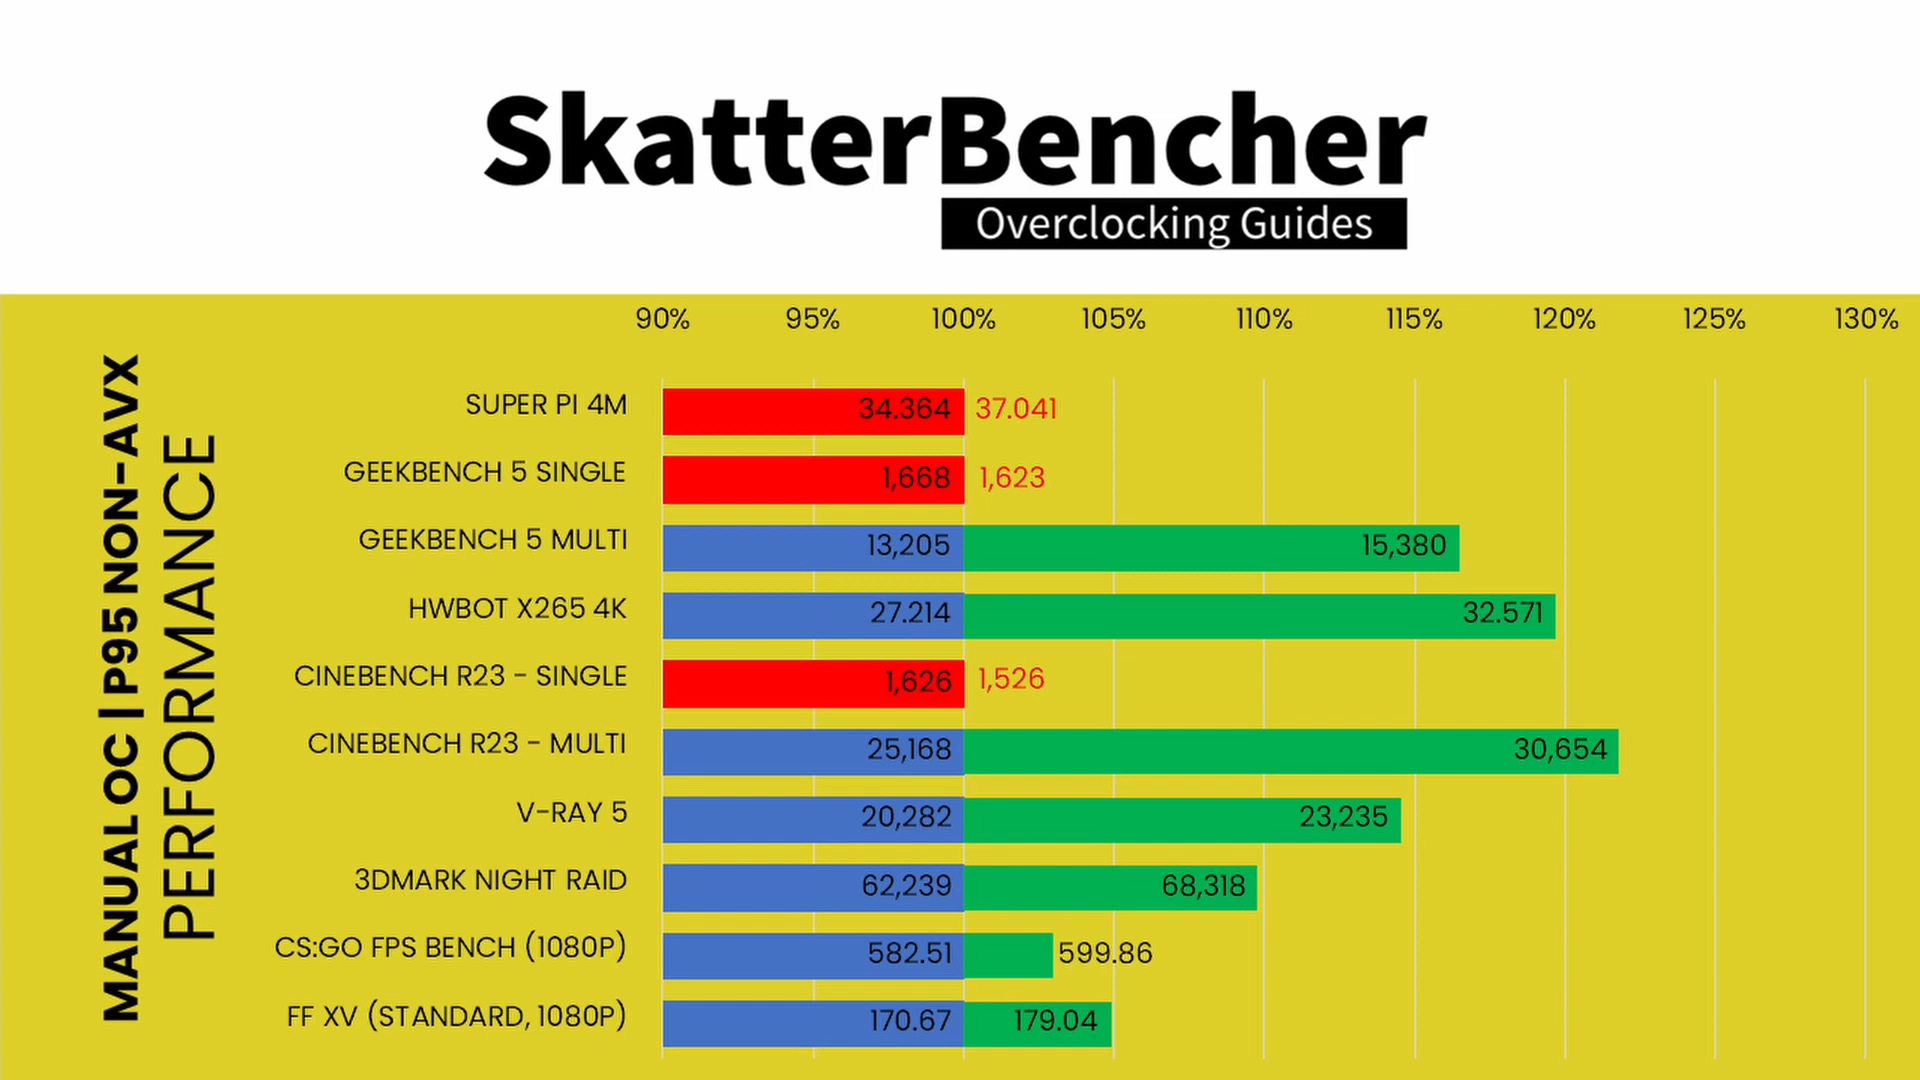 SkatterBencher
Overclocking Guides
90% 95% 100% 105% 110% 115% 120% 125% 130%
MANUAL OC | P95 NON-AVX
PERFORMANCE
SUPER PI 4M 34.364 37.041
GEEKBENCH 5 SINGLE 1,668 1,623
GEEKBENCH 5 MULTI 13,205 15,380
HWBOT X265 4K 27.214 32.571
CINEBENCH R23 - SINGLE 1,626 1,526
CINEBENCH R23 - MULTI 25,168 30,654
V-RAY 5 20,282 23,235
3DMARK NIGHT RAID 62,239 68,318
CS:GO FPS BENCH (1080P) 582.51 599.86
FF XV (STANDARD, 1080P) 170.67 179.04